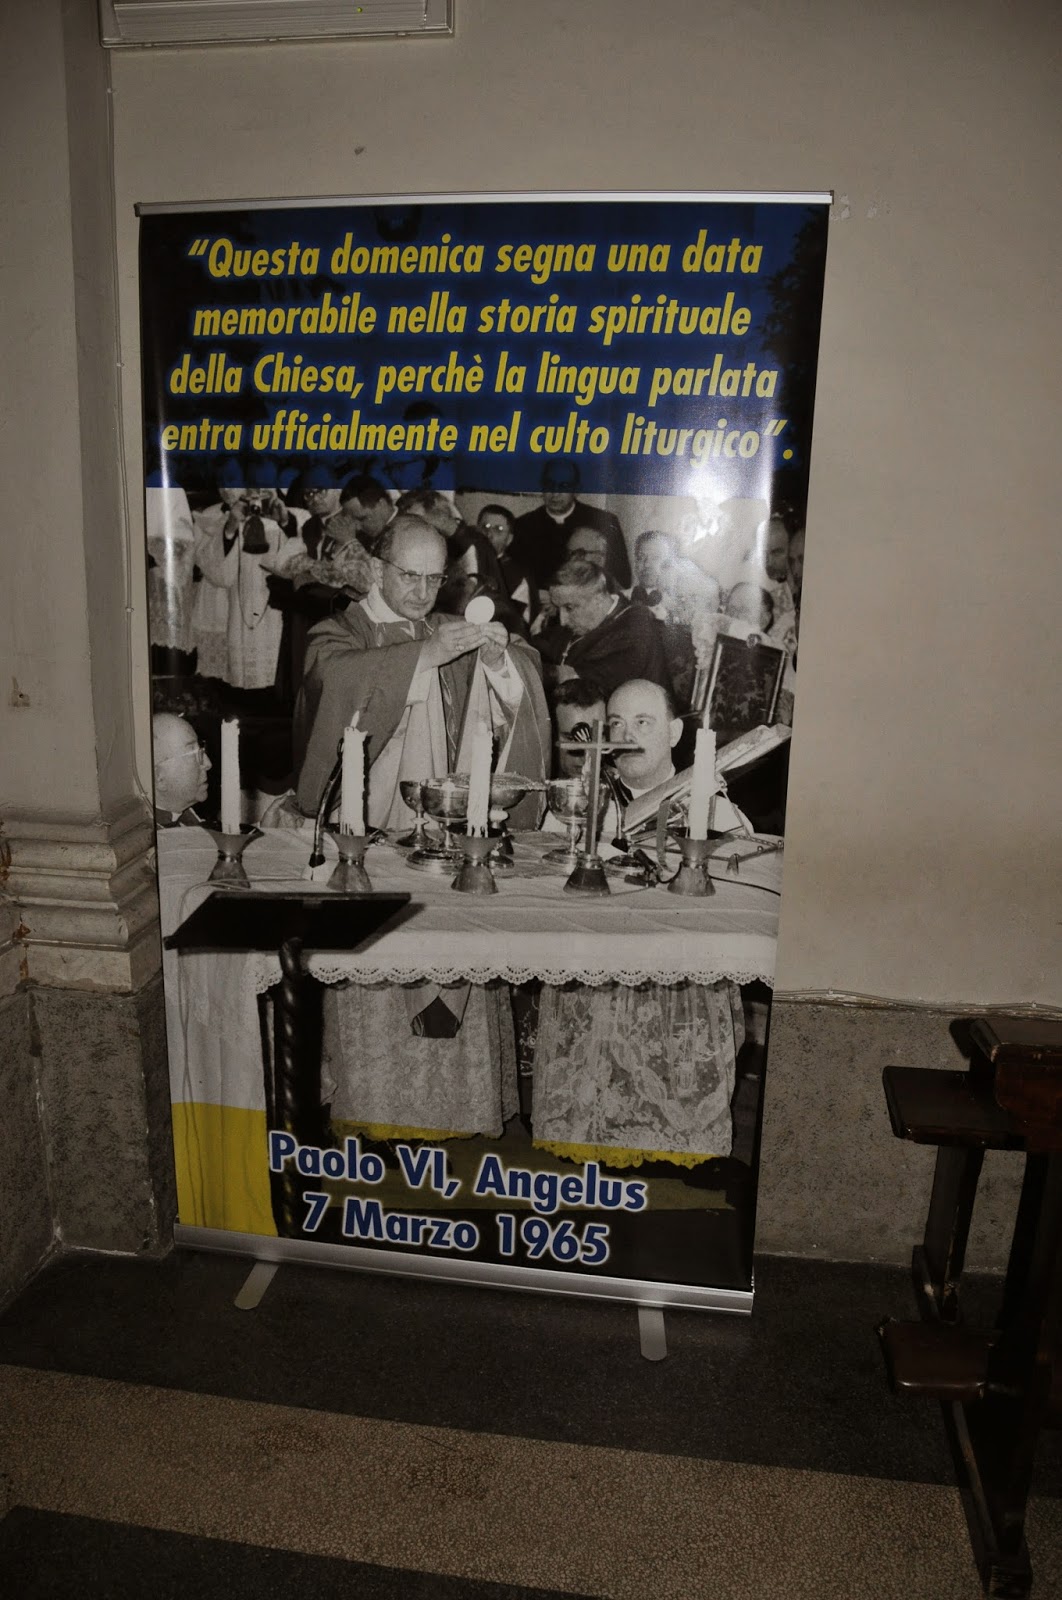 “Questa domenica segna una data
memorabile nella storia spirituale
della Chiesa, perchè la lingua parlata
entra ufficialmente nel culto liturgico”.
Paolo VI, Angelus
7 Marzo 1965